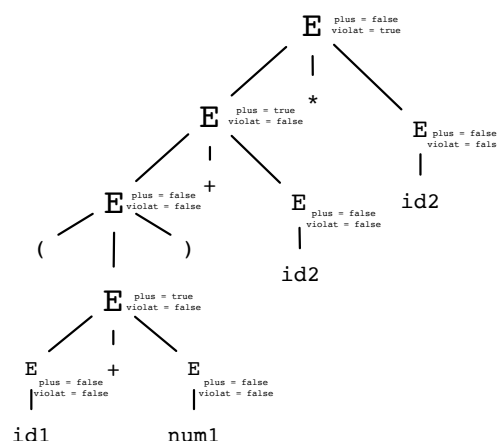 E plus = false
violat = true
*
E plus = true
violat = false
E plus = false
violat = fals
+
E plus = false
violat = false
id2
E plus = false
violat = false
( )
id2
E plus = true
violat = false
E plus = false
violat = false
+
E plus = false
violat = false
id1
num1